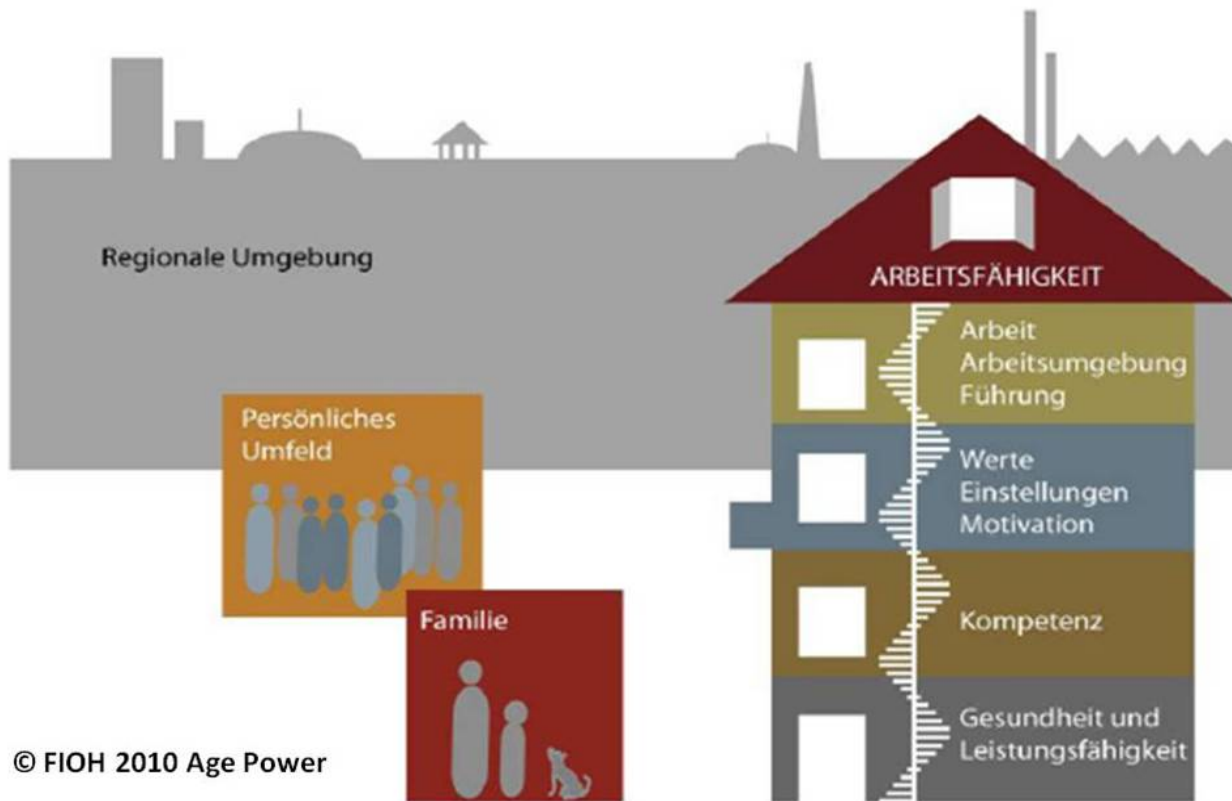 Regionale Umgebung
ARBEITSFÄHIGKEIT
Arbeit
Arbeitsumgebung
Führung
Persönliches
Umfeld
Werte
Einstellungen
Motivation
Familie
Kompetenz
Gesundheit und
Leistungsfähigkeit
© FIOH 2010 Age Power